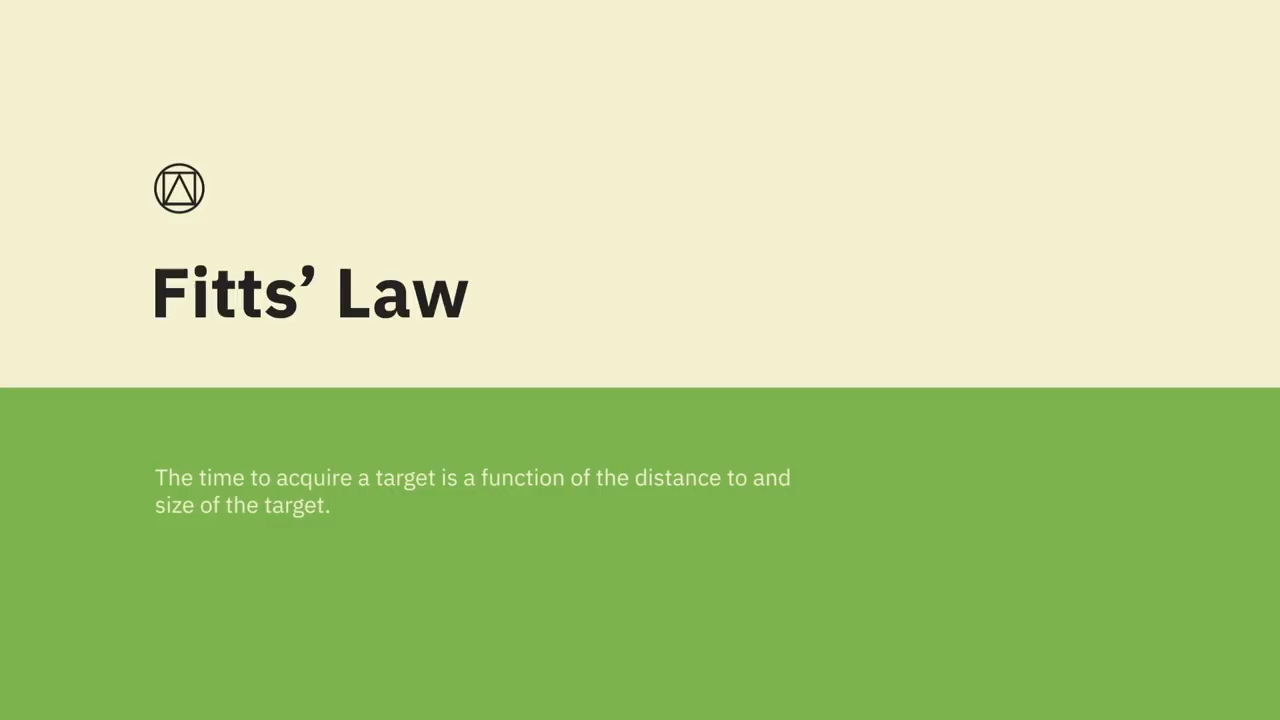 Fitts’ Law
The time to acquire a target is a function of the distance to and
size of the target.